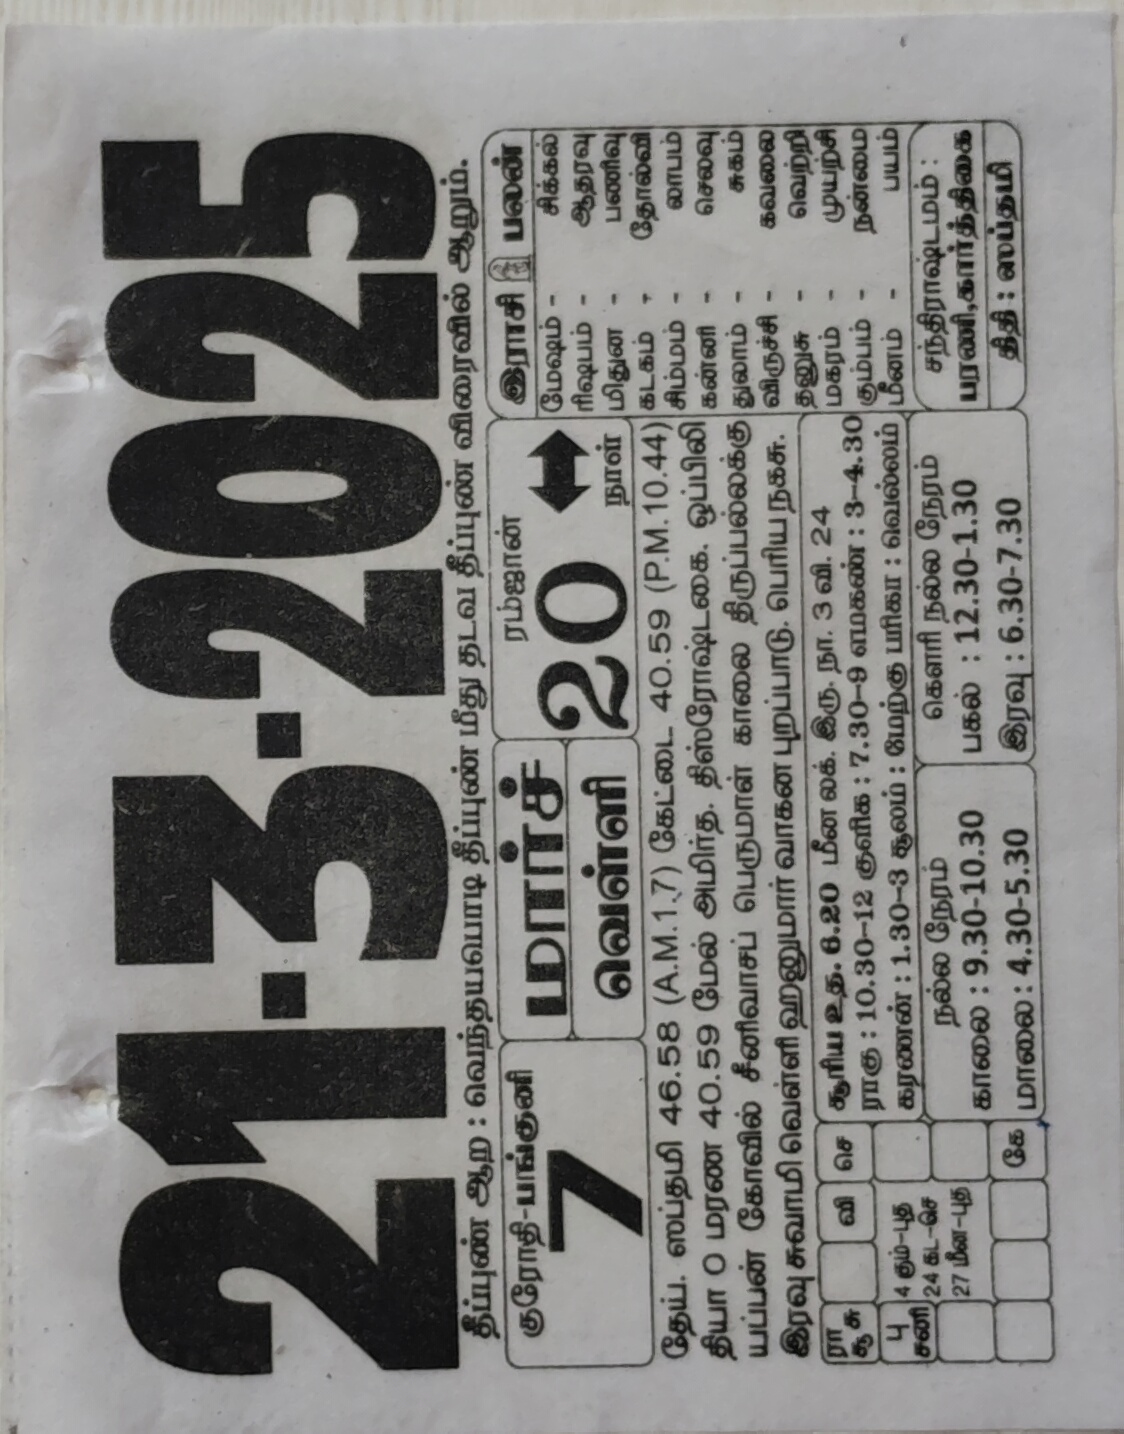 21-3-2025
தீப்புண் ஆற : வெந்தயபொடி தீப்புண் மீது தடவ தீப்புண் விரைவில் ஆறும்.
குரோதி-பங்குனி
7
மார்ச்
வெள்ளி
ரம்ஜான்
20
நாள்
தேய். ஸப்தமி 46.58 (A.M.1.7) கேட்டை 40.59 (P.M.10.44)
தியா 0 மரண 40.59 மேல் அமிர்த. திஸ்ரோஷ்டகை. ஒப்பிலி
யப்பன் கோவில் சீனிவாசப் பெருமாள் காலை திருப்பல்லக்கு
இரவு சுவாமி வெள்ளி ஹனுமார் வாகன புறப்பாடு. பெரிய நகசு.
சூரிய உத. 6.20 மீன லக். இரு. நா. 3 வி. 24
ராகு : 10.30-12 குளிக : 7.30-9 எமகண் : 3-4.30
கரணன் : 1.30-3 சூலம் : மேற்கு பரிகா : வெல்லம்
நல்ல நேரம்
காலை : 9.30-10.30
மாலை : 4.30-5.30
கௌரி நல்ல நேரம்
பகல் : 12.30-1.30
இரவு : 6.30-7.30
ரா
சூ சு
வி
செ
பு
சனி
4 கும்-புத
24 கட-செ
27 மீன-புத
கே
இராசி பலன்
மேஷம் - சிக்கல்
ரிஷபம் - ஆதரவு
மிதுன - பணிவு
கடகம் - தோல்வி
சிம்மம் - லாபம்
கன்னி - செலவு
துலாம் - சுகம்
விருச்சி - கவலை
தனுசு - வெற்றி
மகரம் - முயற்சி
கும்பம் - நன்மை
மீனம் - பயம்
சந்திராஷ்டமம் :
பரணி,கார்த்திகை
திதி : ஸப்தமி